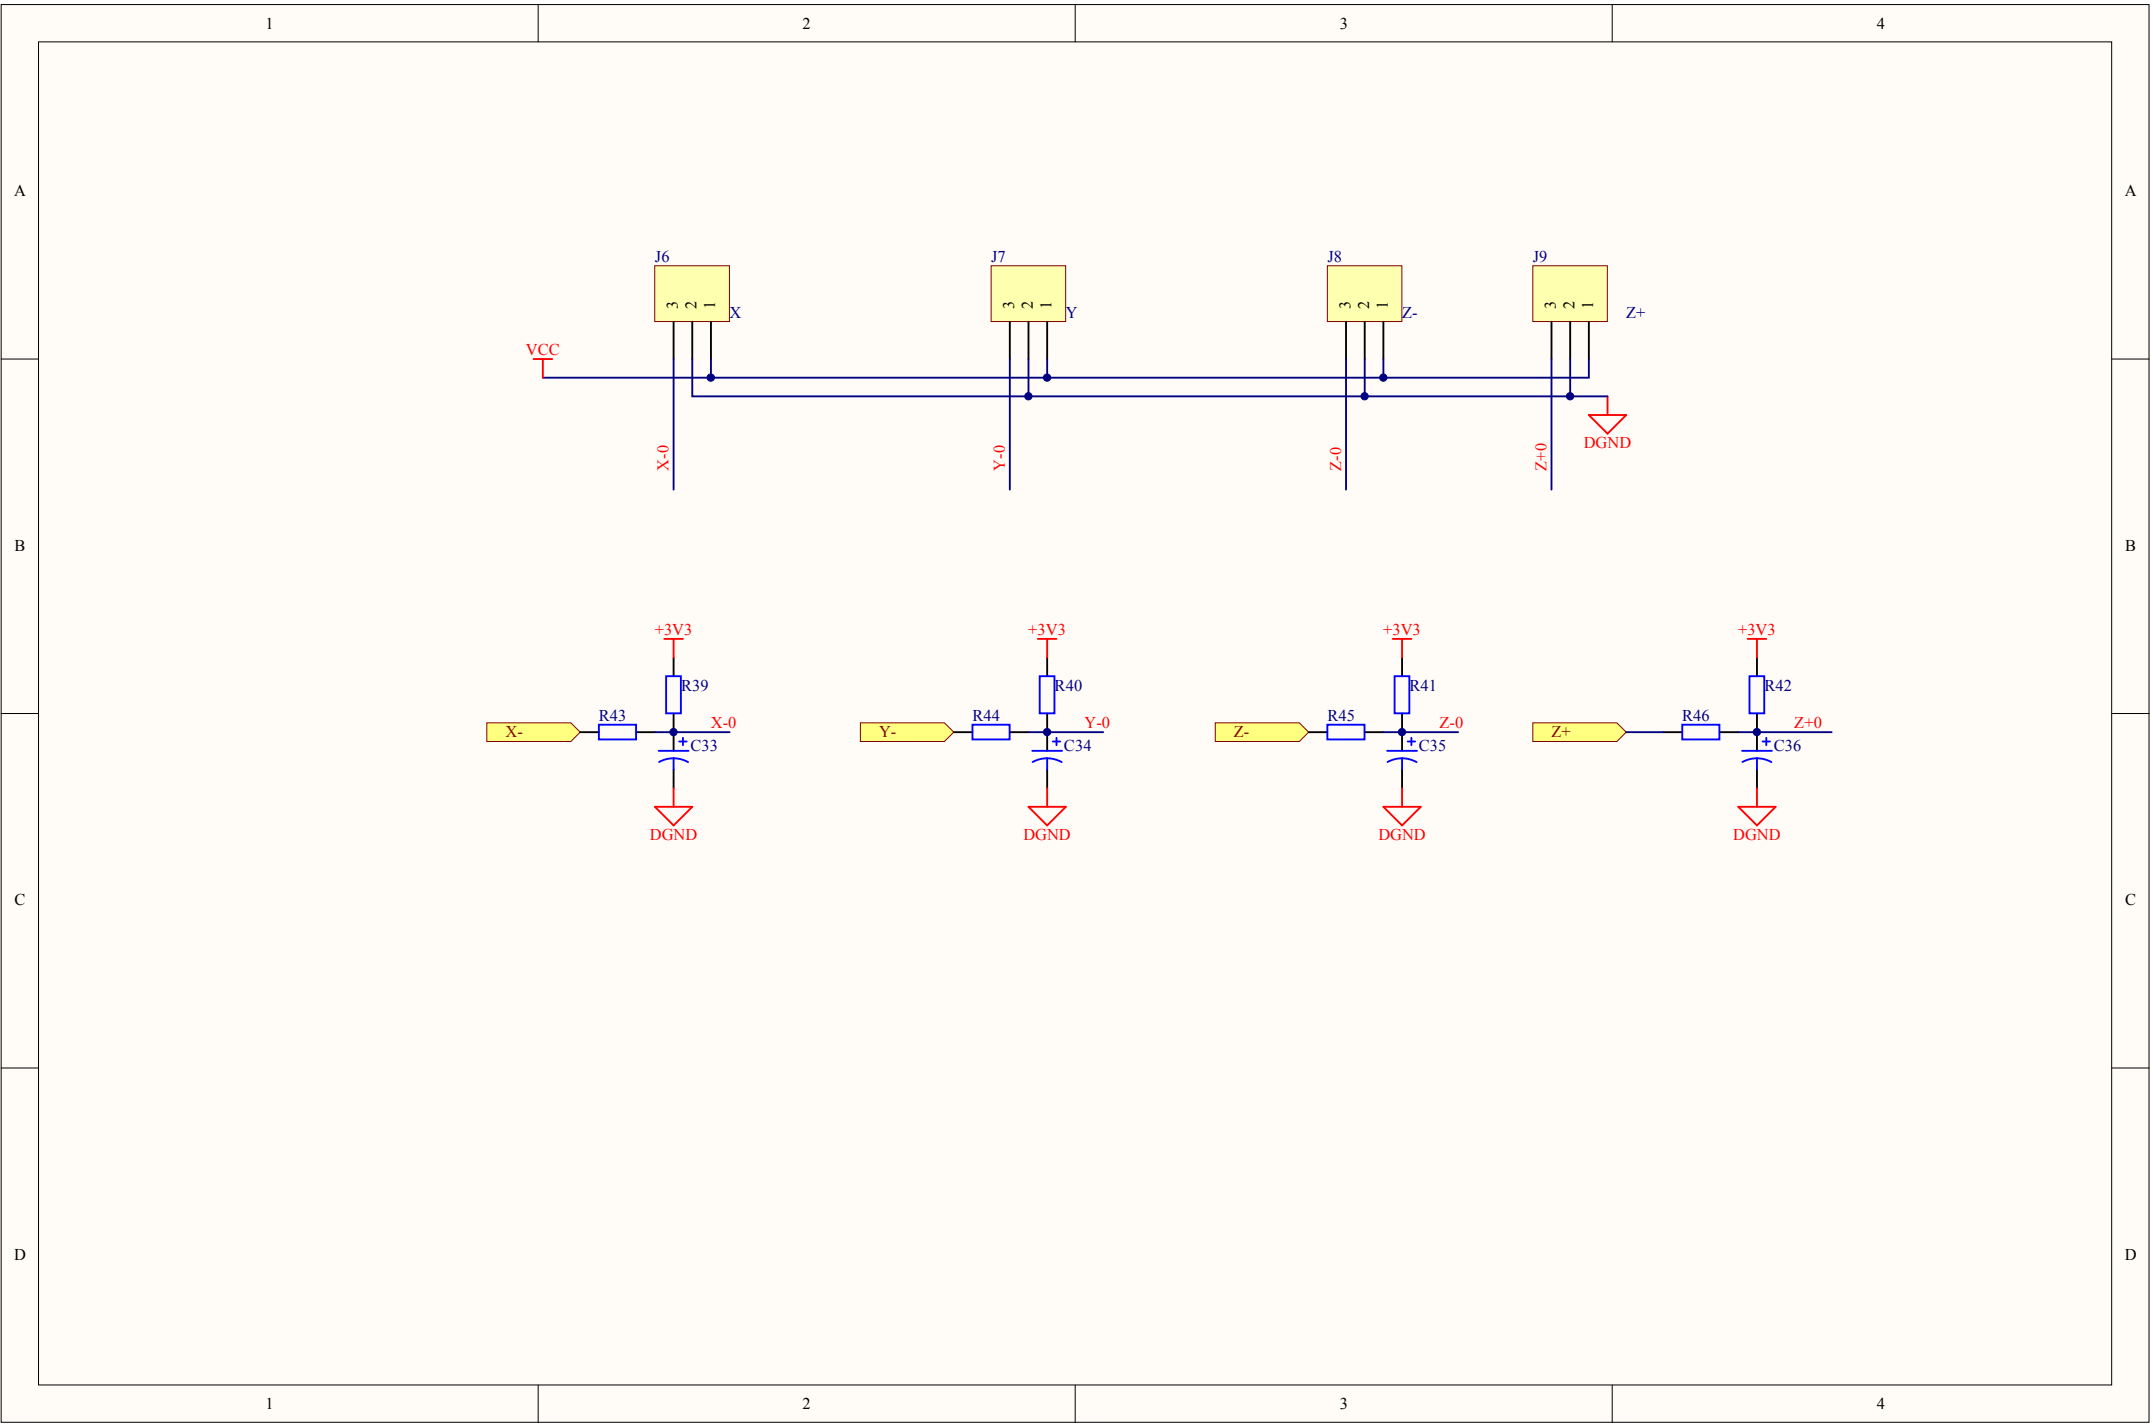 1 2 3 4
A A
J6 J7 J8 J9
3 2 1 3 2 1 3 2 1 3 2 1
X Y Z- Z+
VCC
DGND
X-0 Y-0 Z-0 Z+0
B B
+3V3 +3V3 +3V3 +3V3
R39 R40 R41 R42
X- R43 X-0 Y- R44 Y-0 Z- R45 Z-0 Z+ R46 Z+0
+ C33 + C34 + C35 + C36
DGND DGND DGND DGND
C C
D D
1 2 3 4